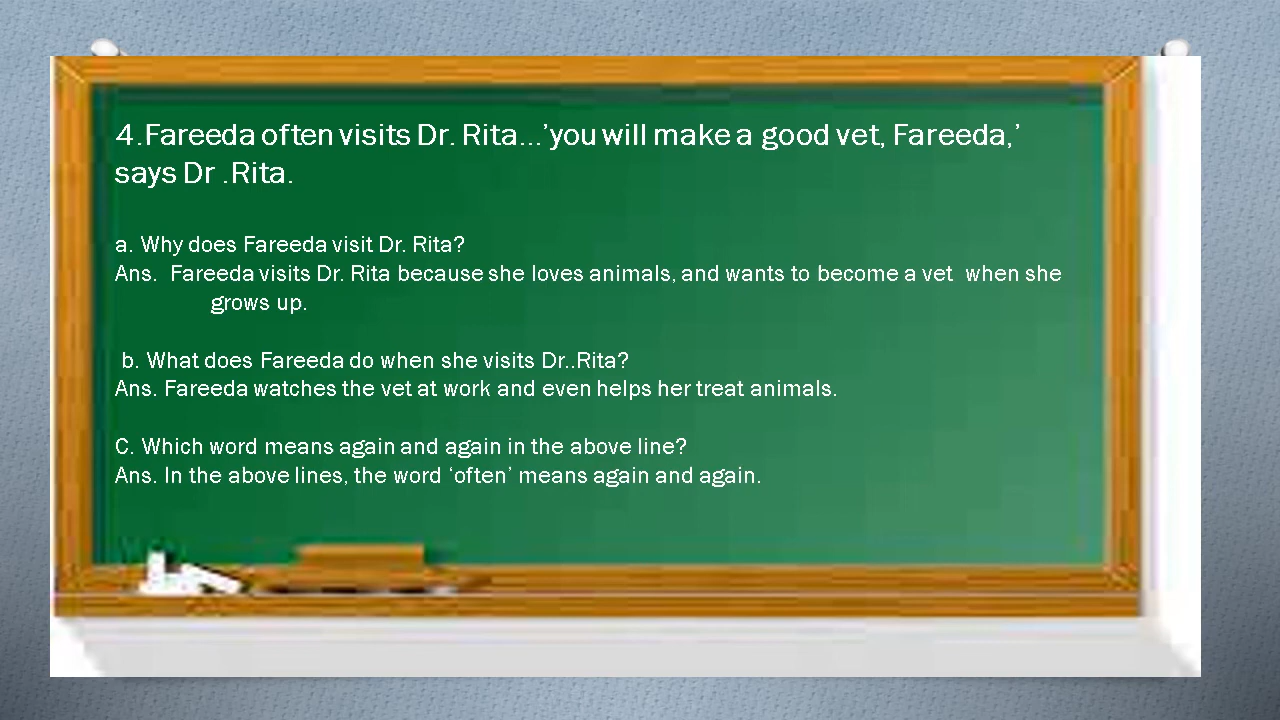 4.Fareeda often visits Dr. Rita...’you will make a good vet, Fareeda,’
says Dr .Rita.
a. Why does Fareeda visit Dr. Rita?
Ans. Fareeda visits Dr. Rita because she loves animals, and wants to become a vet when she
grows up.
b. What does Fareeda do when she visits Dr..Rita?
Ans. Fareeda watches the vet at work and even helps her treat animals.
C. Which word means again and again in the above line?
Ans. In the above lines, the word ‘often’ means again and again.